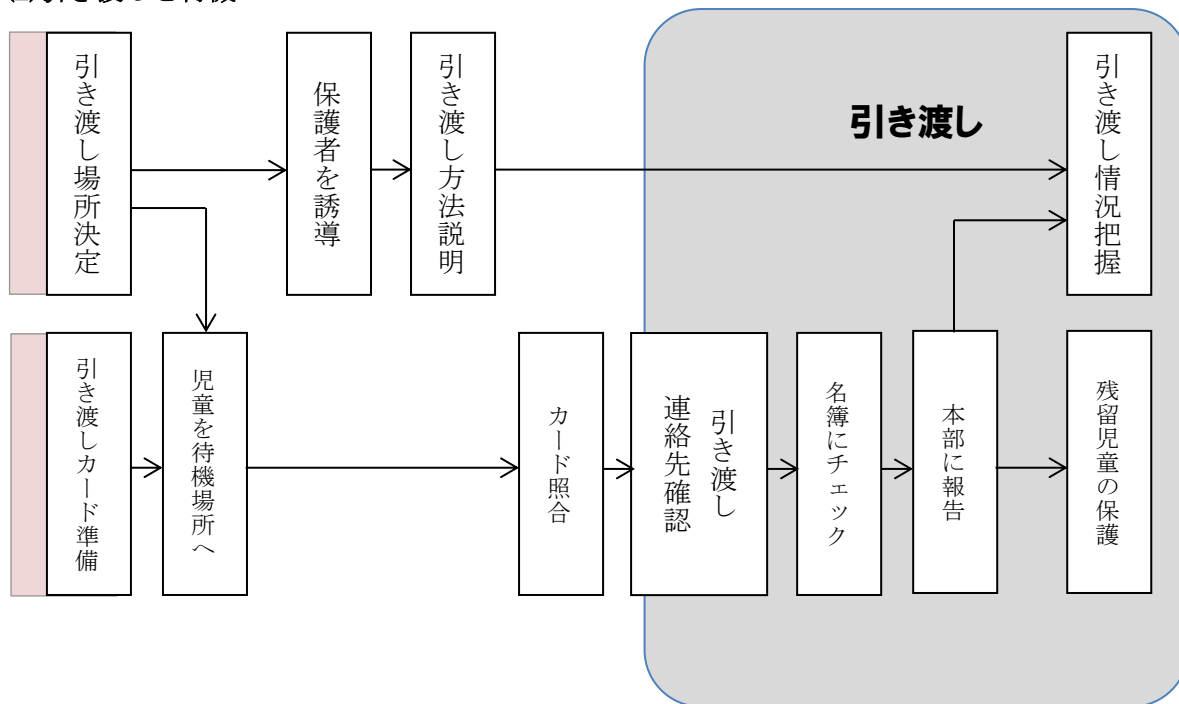 引き渡し
引き渡し場所決定
保護者を誘導
引き渡し方法説明
引き渡し情況把握
引き渡しカード準備
児童を待機場所へ
カード照合
引き渡し
連絡先確認
名簿にチェック
本部に報告
残留児童の保護